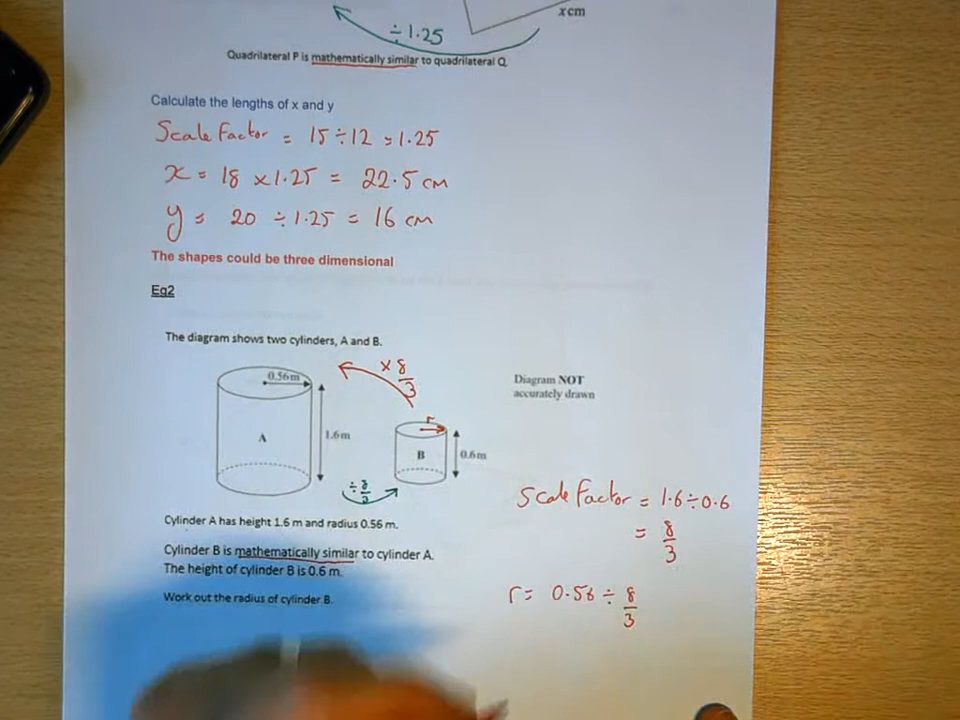 x cm
÷ 1.25
Quadrilateral P is mathematically similar to quadrilateral Q.
Calculate the lengths of x and y
Scale Factor = 15 ÷ 12 = 1.25
x = 18 × 1.25 = 22.5 cm
y = 20 ÷ 1.25 = 16 cm
The shapes could be three dimensional
Eg2
The diagram shows two cylinders, A and B.
× 8/3
0.56m
Diagram NOT
accurately drawn
r
A
1.6m
B
0.6m
÷ 8/3
Scale Factor = 1.6 ÷ 0.6
= 8/3
Cylinder A has height 1.6 m and radius 0.56 m.
Cylinder B is mathematically similar to cylinder A.
The height of cylinder B is 0.6 m.
Work out the radius of cylinder B.
r = 0.56 ÷ 8/3